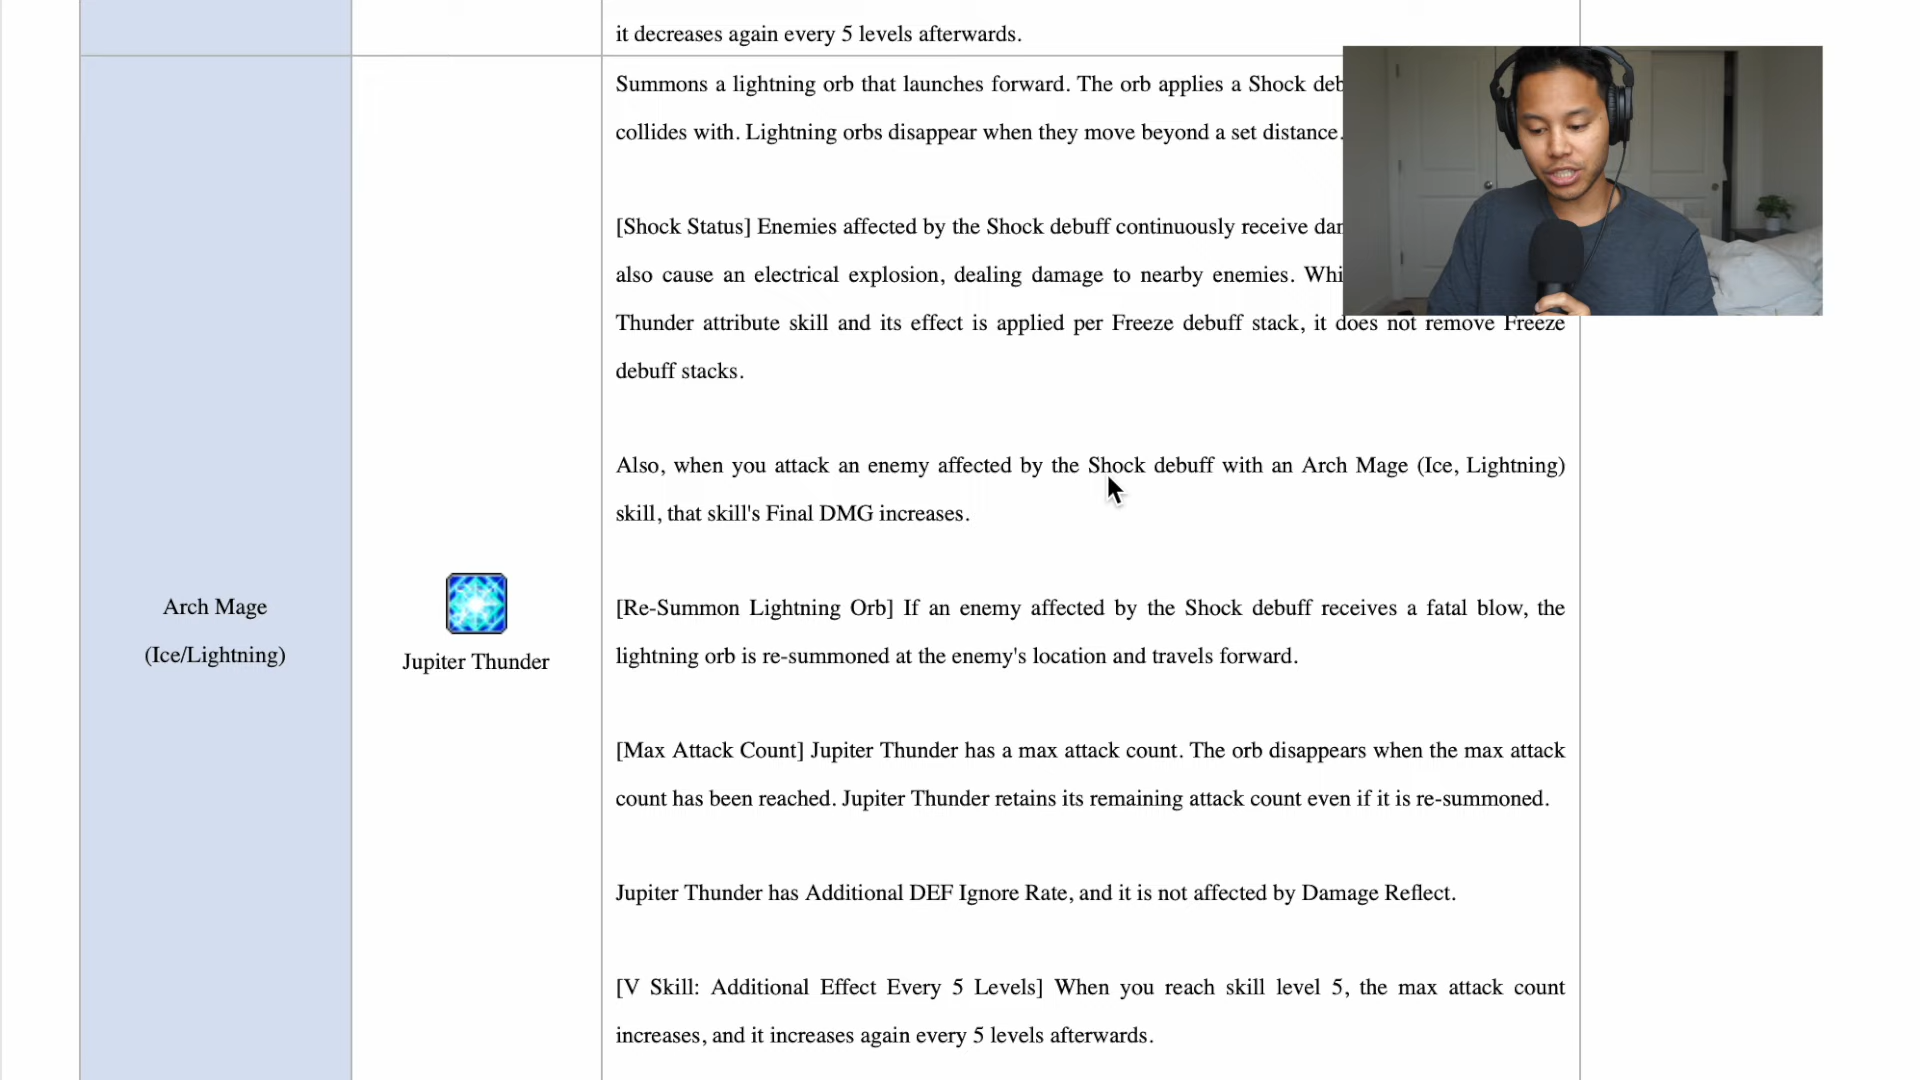 it decreases again every 5 levels afterwards.
Summons a lightning orb that launches forward. The orb applies a Shock
collides with. Lightning orbs disappear when they move beyond a set distance.
[Shock Status] Enemies affected by the Shock debuff continuously receive
also cause an electrical explosion, dealing damage to nearby enemies.
Thunder attribute skill and its effect is applied per Freeze debuff stack, it does not remove Freeze
debuff stacks.
Also, when you attack an enemy affected by the Shock debuff with an Arch Mage (Ice, Lightning)
skill, that skill's Final DMG increases.
Arch Mage
(Ice/Lightning)
Jupiter Thunder
[Re-Summon Lightning Orb] If an enemy affected by the Shock debuff receives a fatal blow, the
lightning orb is re-summoned at the enemy's location and travels forward.
[Max Attack Count] Jupiter Thunder has a max attack count. The orb disappears when the max attack
count has been reached. Jupiter Thunder retains its remaining attack count even if it is re-summoned.
Jupiter Thunder has Additional DEF Ignore Rate, and it is not affected by Damage Reflect.
[V Skill: Additional Effect Every 5 Levels] When you reach skill level 5, the max attack count
increases, and it increases again every 5 levels afterwards.